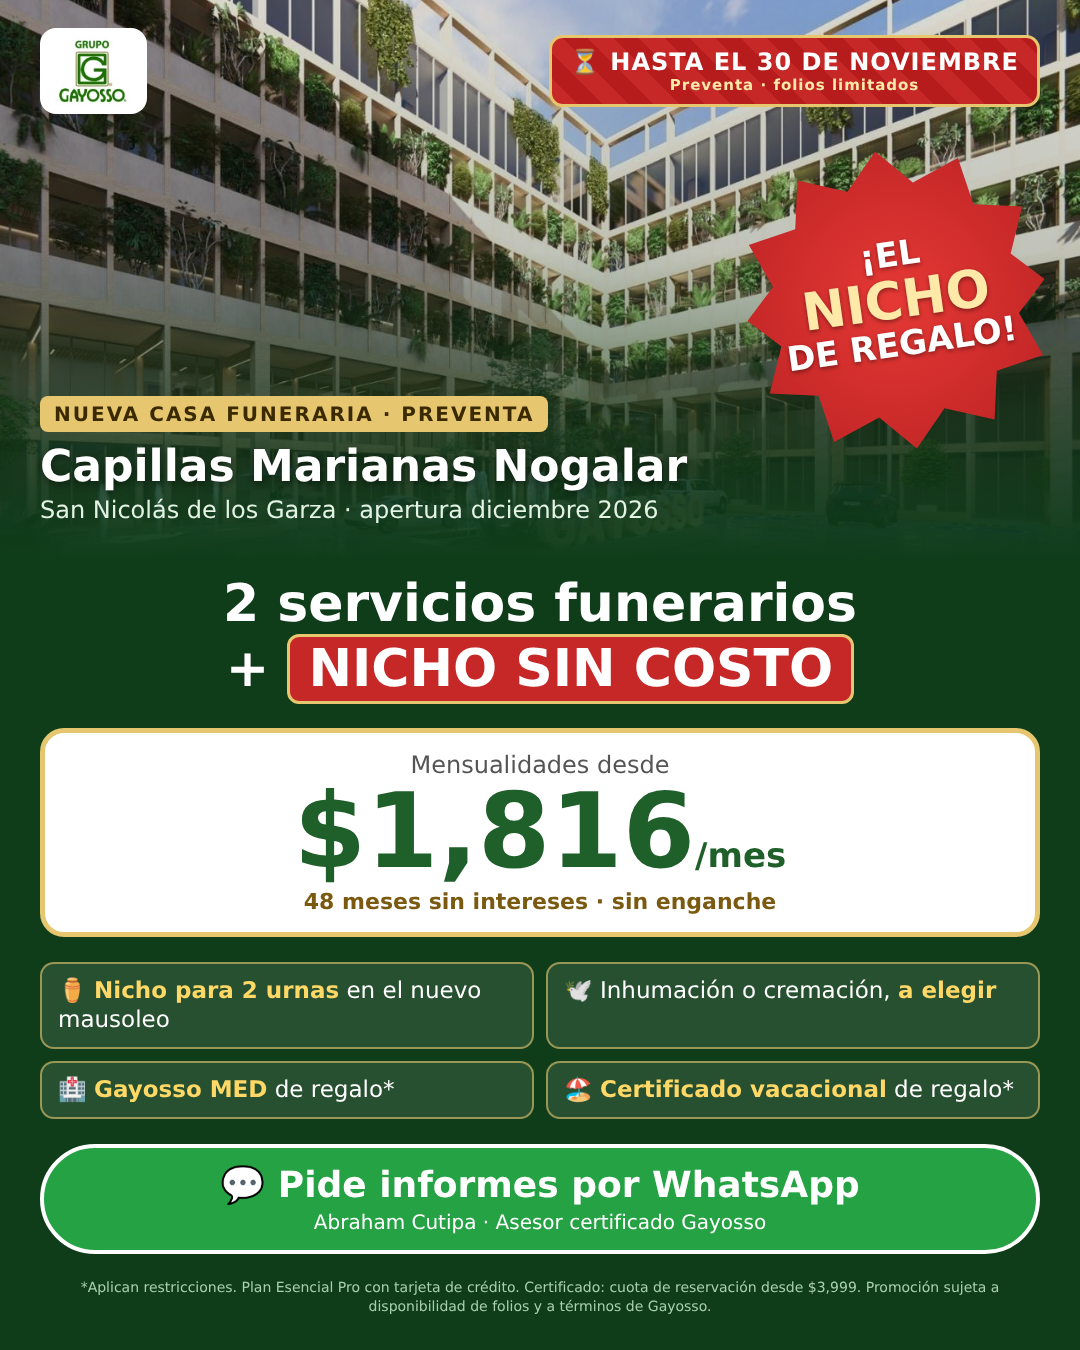 GRUPO
G
GAYOSSO
⏳ HASTA EL 30 DE NOVIEMBRE
Preventa · folios limitados
¡EL
NICHO
DE REGALO!
NUEVA CASA FUNERARIA · PREVENTA
Capillas Marianas Nogalar
San Nicolás de los Garza · apertura diciembre 2026
GAYOSSO
2 servicios funerarios
+ NICHO SIN COSTO
Mensualidades desde
$1,816/mes
48 meses sin intereses · sin enganche
⚱️ Nicho para 2 urnas en el nuevo
mausoleo
🕊️ Inhumación o cremación, a elegir
🏥 Gayosso MED de regalo*
🏖️ Certificado vacacional de regalo*
💬 Pide informes por WhatsApp
Abraham Cutipa · Asesor certificado Gayosso
*Aplican restricciones. Plan Esencial Pro con tarjeta de crédito. Certificado: cuota de reservación desde $3,999. Promoción sujeta a
disponibilidad de folios y a términos de Gayosso.